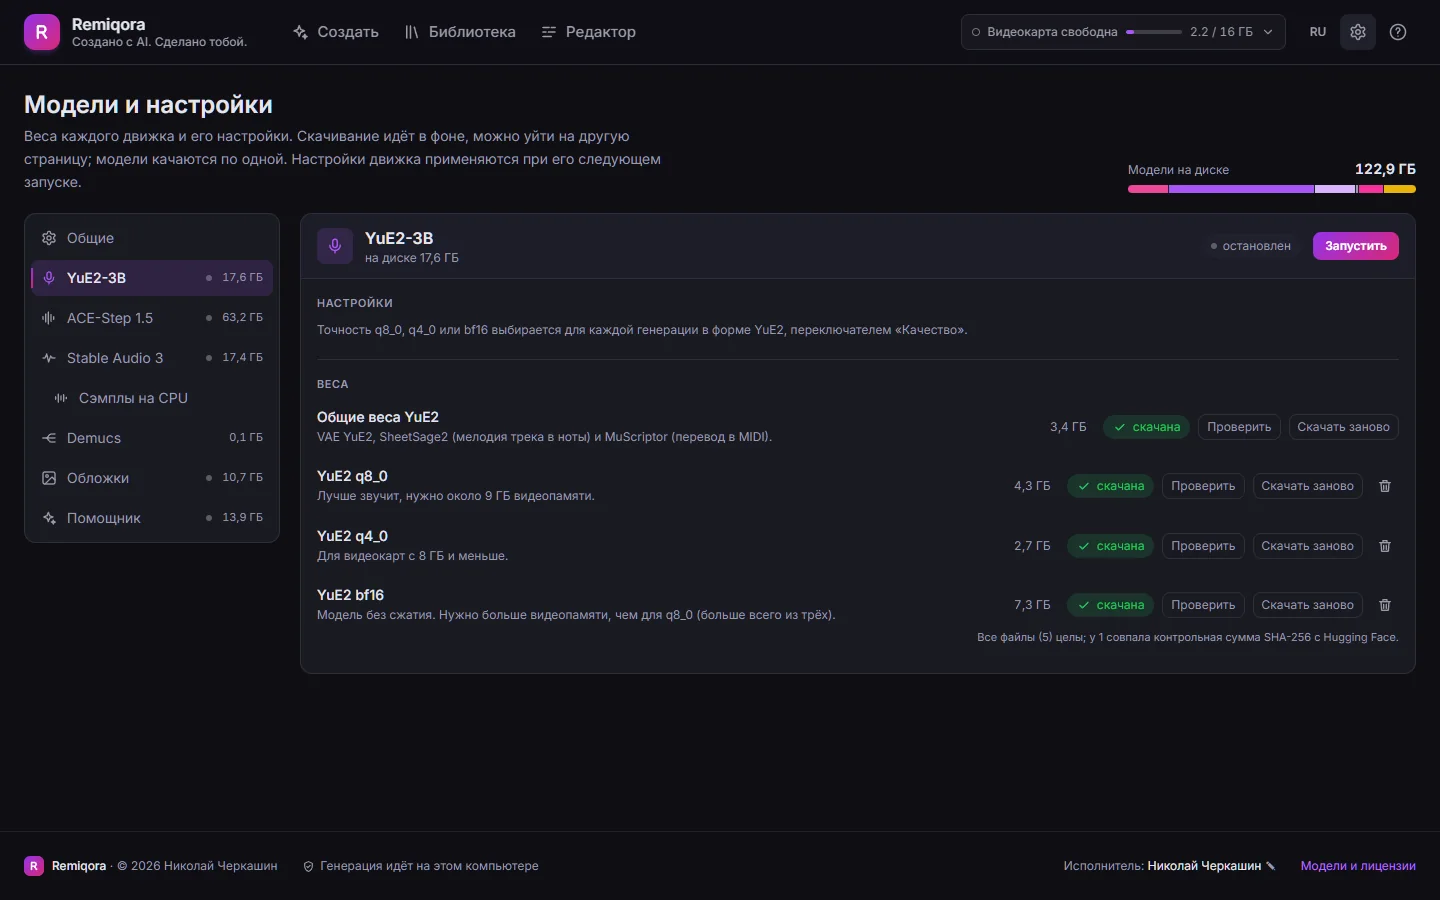 R
Remiqora
Создано с AI. Сделано тобой.
Создать
Библиотека
Редактор
Видеокарта свободна
2.2 / 16 ГБ
RU
Модели и настройки
Веса каждого движка и его настройки. Скачивание идёт в фоне, можно уйти на другую
страницу; модели качаются по одной. Настройки движка применяются при его следующем
запуске.
Модели на диске
122,9 ГБ
Общие
YuE2-3B
17,6 ГБ
ACE-Step 1.5
63,2 ГБ
Stable Audio 3
17,4 ГБ
Сэмплы на CPU
Demucs
0,1 ГБ
Обложки
10,7 ГБ
Помощник
13,9 ГБ
YuE2-3B
на диске 17,6 ГБ
остановлен
Запустить
НАСТРОЙКИ
Точность q8_0, q4_0 или bf16 выбирается для каждой генерации в форме YuE2, переключателем «Качество».
ВЕСА
Общие веса YuE2
VAE YuE2, SheetSage2 (мелодия трека в ноты) и MuScriptor (перевод в MIDI).
3,4 ГБ
скачана
Проверить
Скачать заново
YuE2 q8_0
Лучше звучит, нужно около 9 ГБ видеопамяти.
4,3 ГБ
скачана
Проверить
Скачать заново
YuE2 q4_0
Для видеокарт с 8 ГБ и меньше.
2,7 ГБ
скачана
Проверить
Скачать заново
YuE2 bf16
Модель без сжатия. Нужно больше видеопамяти, чем для q8_0 (больше всего из трёх).
7,3 ГБ
скачана
Проверить
Скачать заново
Все файлы (5) целы; у 1 совпала контрольная сумма SHA-256 с Hugging Face.
R
Remiqora · © 2026 Николай Черкашин
Генерация идёт на этом компьютере
Исполнитель: Николай Черкашин
Модели и лицензии